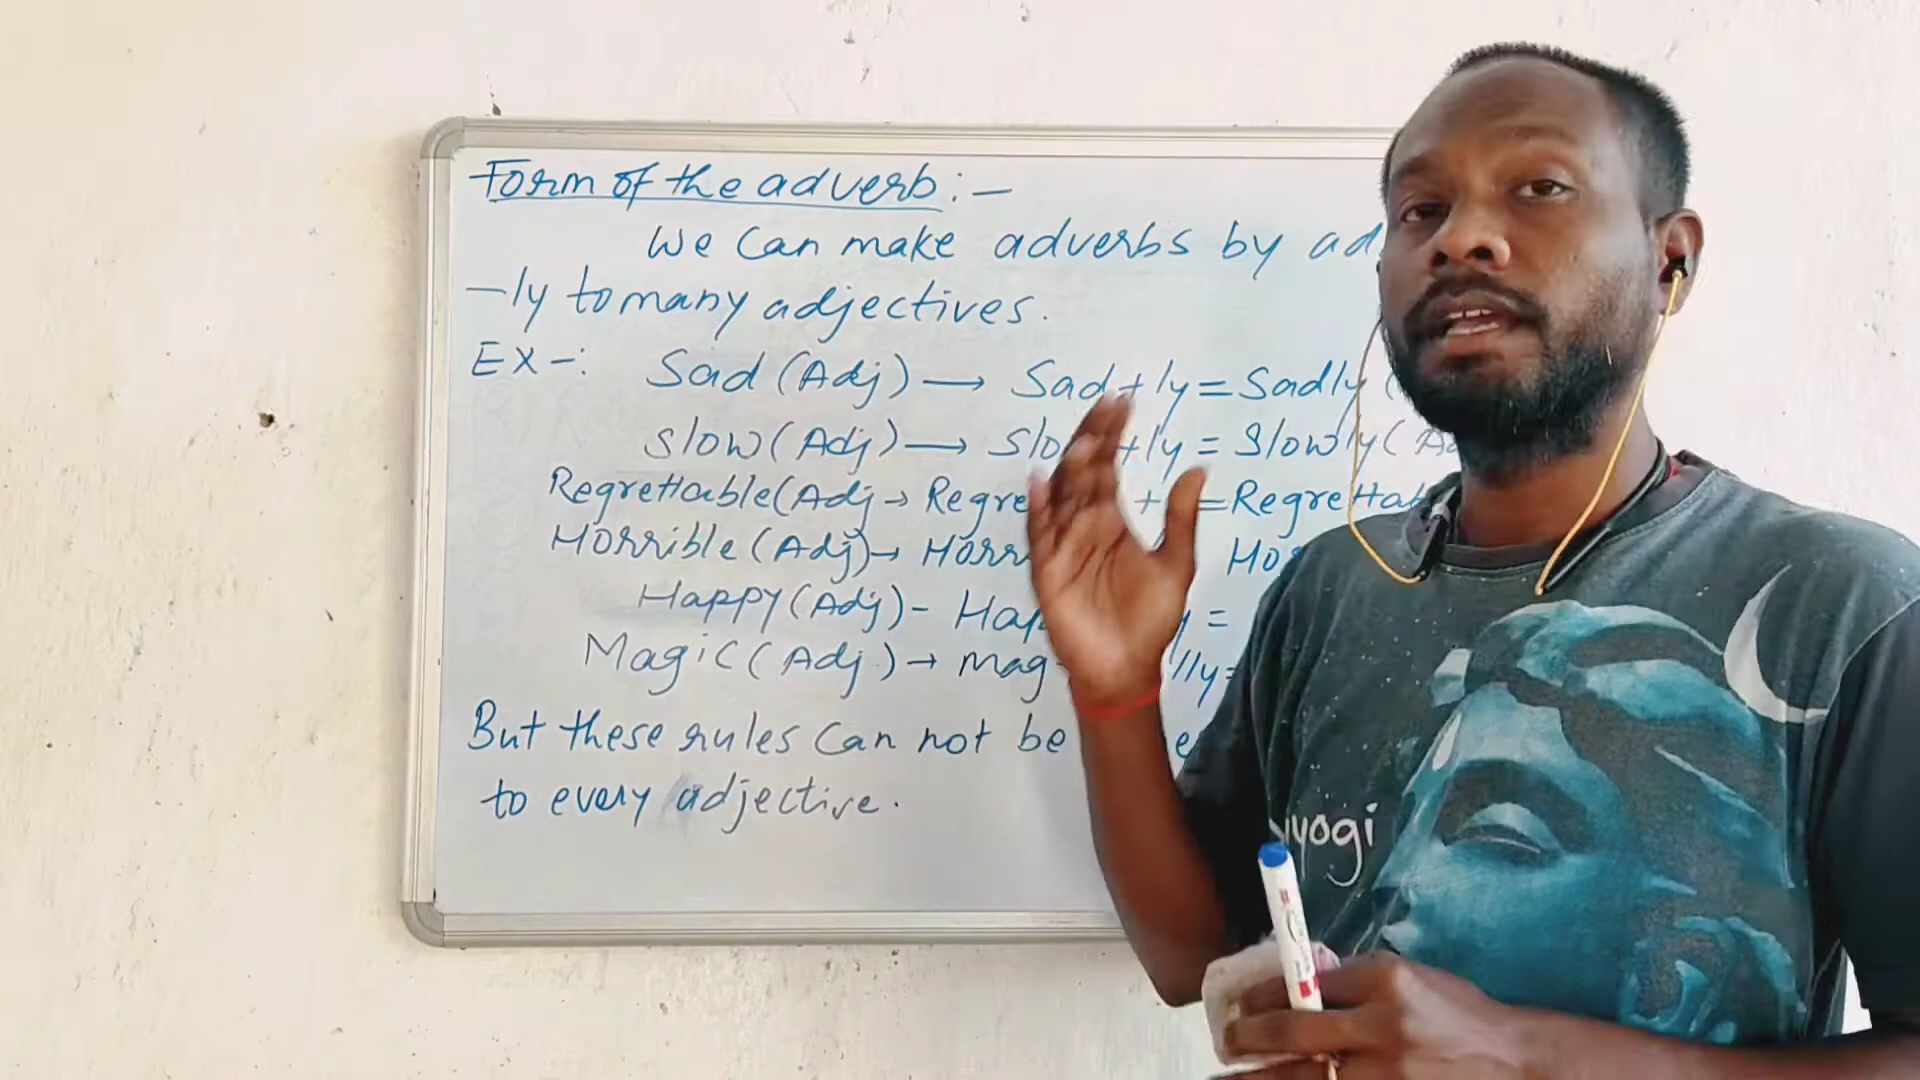 Form of the adverb:-
We can make adverbs by ad
-ly to many adjectives.
EX-: Sad (Adj) → Sad+ly=Sadly (
Slow (Adj) → Slo +ly = Slowly (Ad
Regrettable(Adj→ Regre + =Regrettab
Horrible (Adj)→ Horr Ho
Happy (Adj)- Hap y =
Magic (Adj)→ mag lly=
But these rules can not be
to every adjective.
yogi